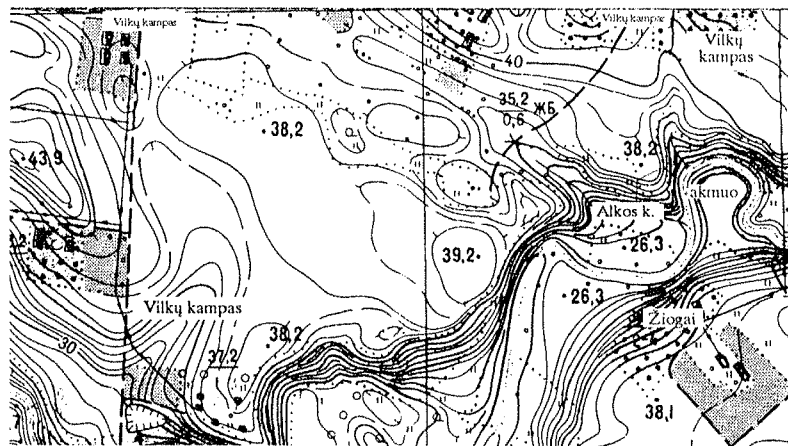 Vilkų kampas
Vilkų kampas
Vilkų
kampas
40
35,2
0,6 ЖБ
38,2
38,2
43,9
akmuo
Alkos k.
26,3
39,2
26,3
Vilkų kampas
Žiogai
38,2
30
37,2
38,1